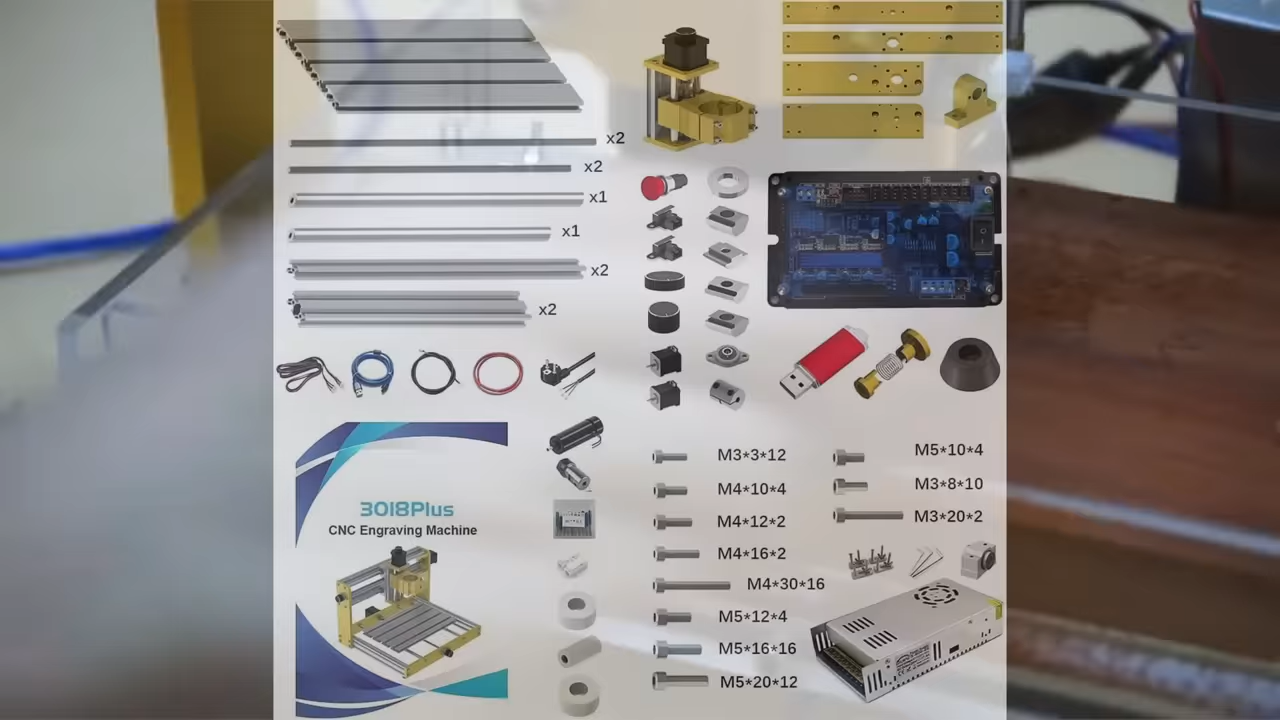 x2
x2
x1
x1
x2
x2
3018Plus
CNC Engraving Machine
M3*3*12
M4*10*4
M4*12*2
M4*16*2
M4*30*16
M5*12*4
M5*16*16
M5*20*12
M5*10*4
M3*8*10
M3*20*2